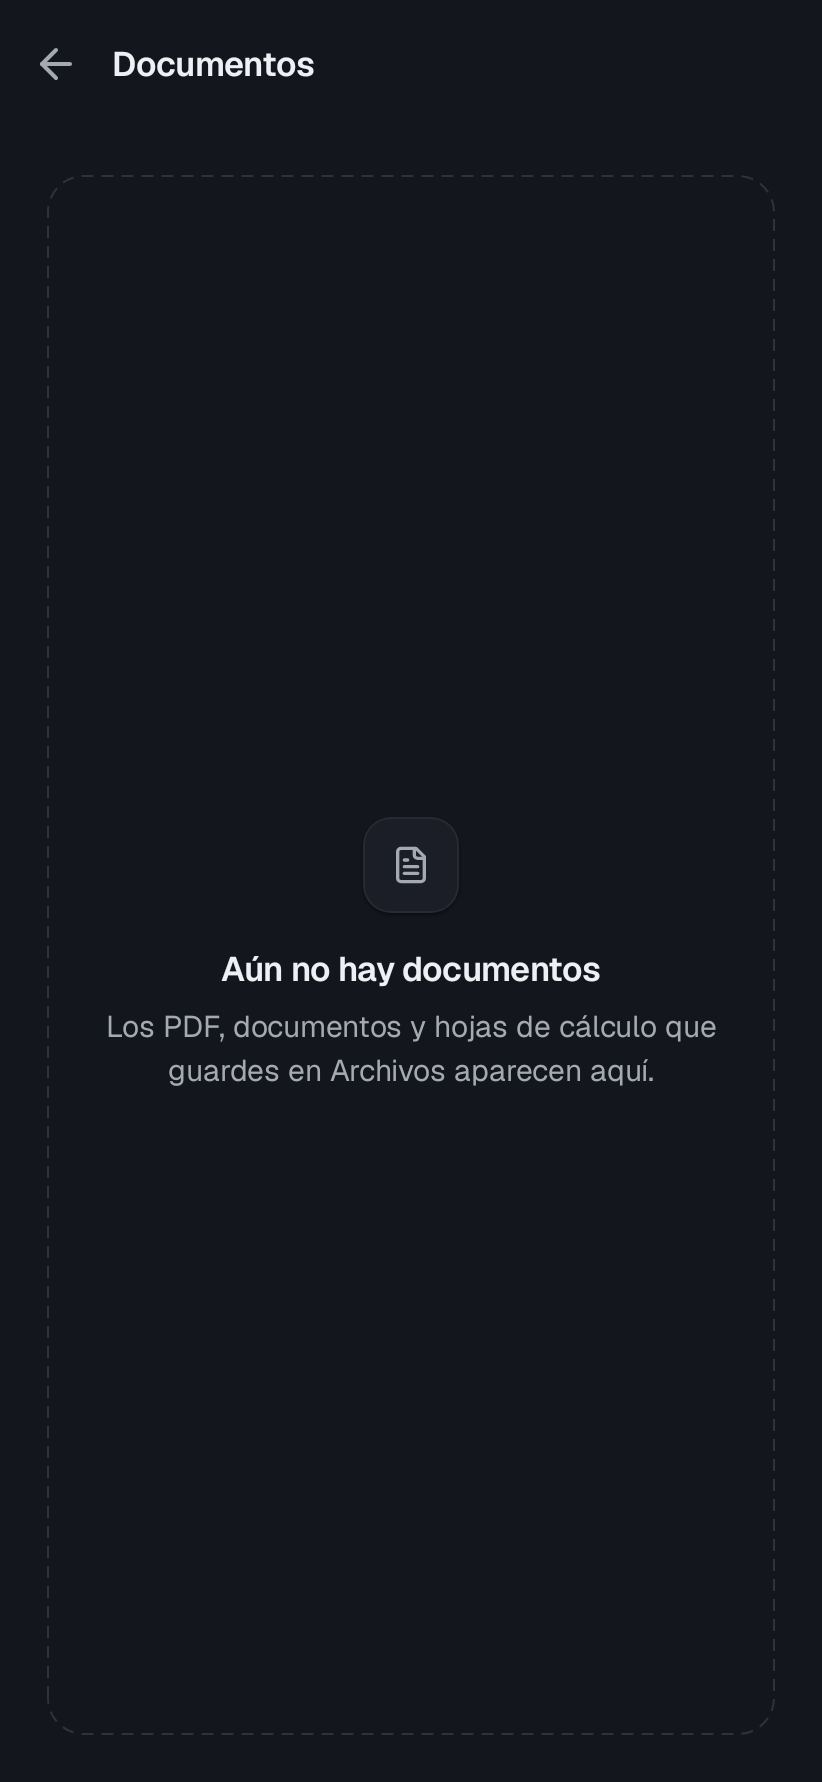 Documentos
Aún no hay documentos
Los PDF, documentos y hojas de cálculo que
guardes en Archivos aparecen aquí.